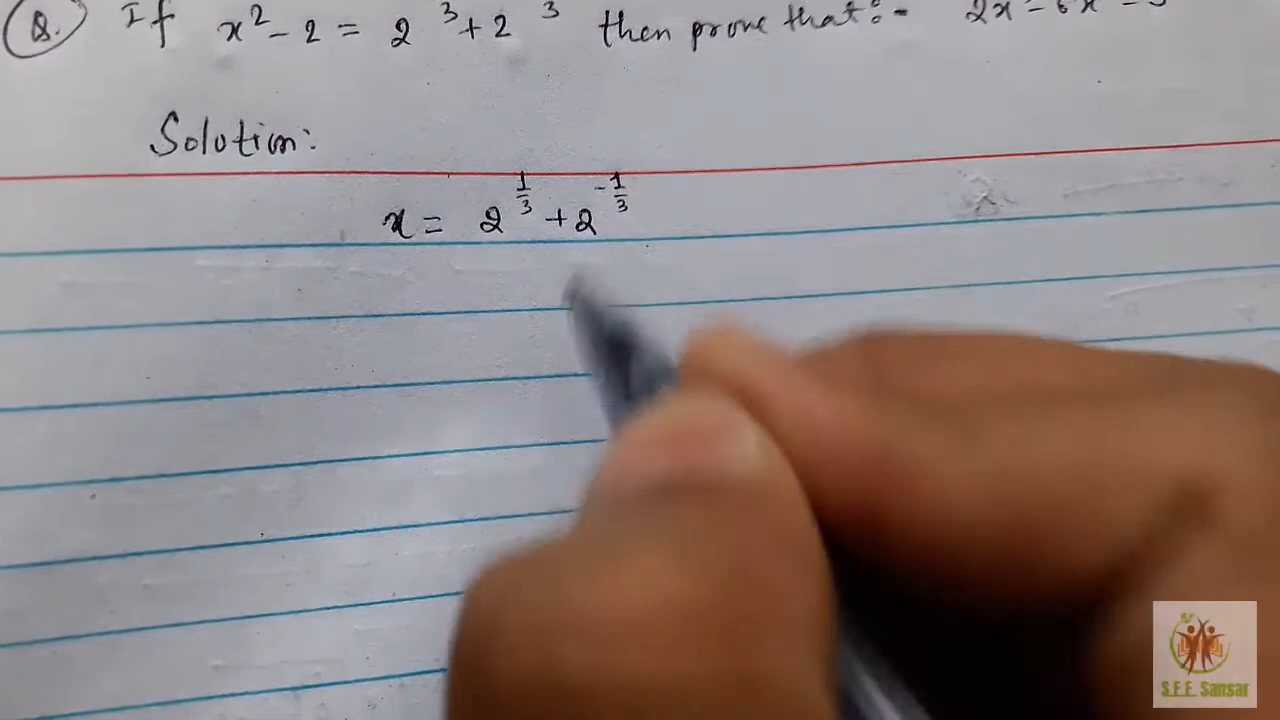 Q. If x² - 2 = 2 3 + 2 3 then prove that:-
Solution:
x = 2^(1/3) + 2^(-1/3)
S.E.E. Sansar